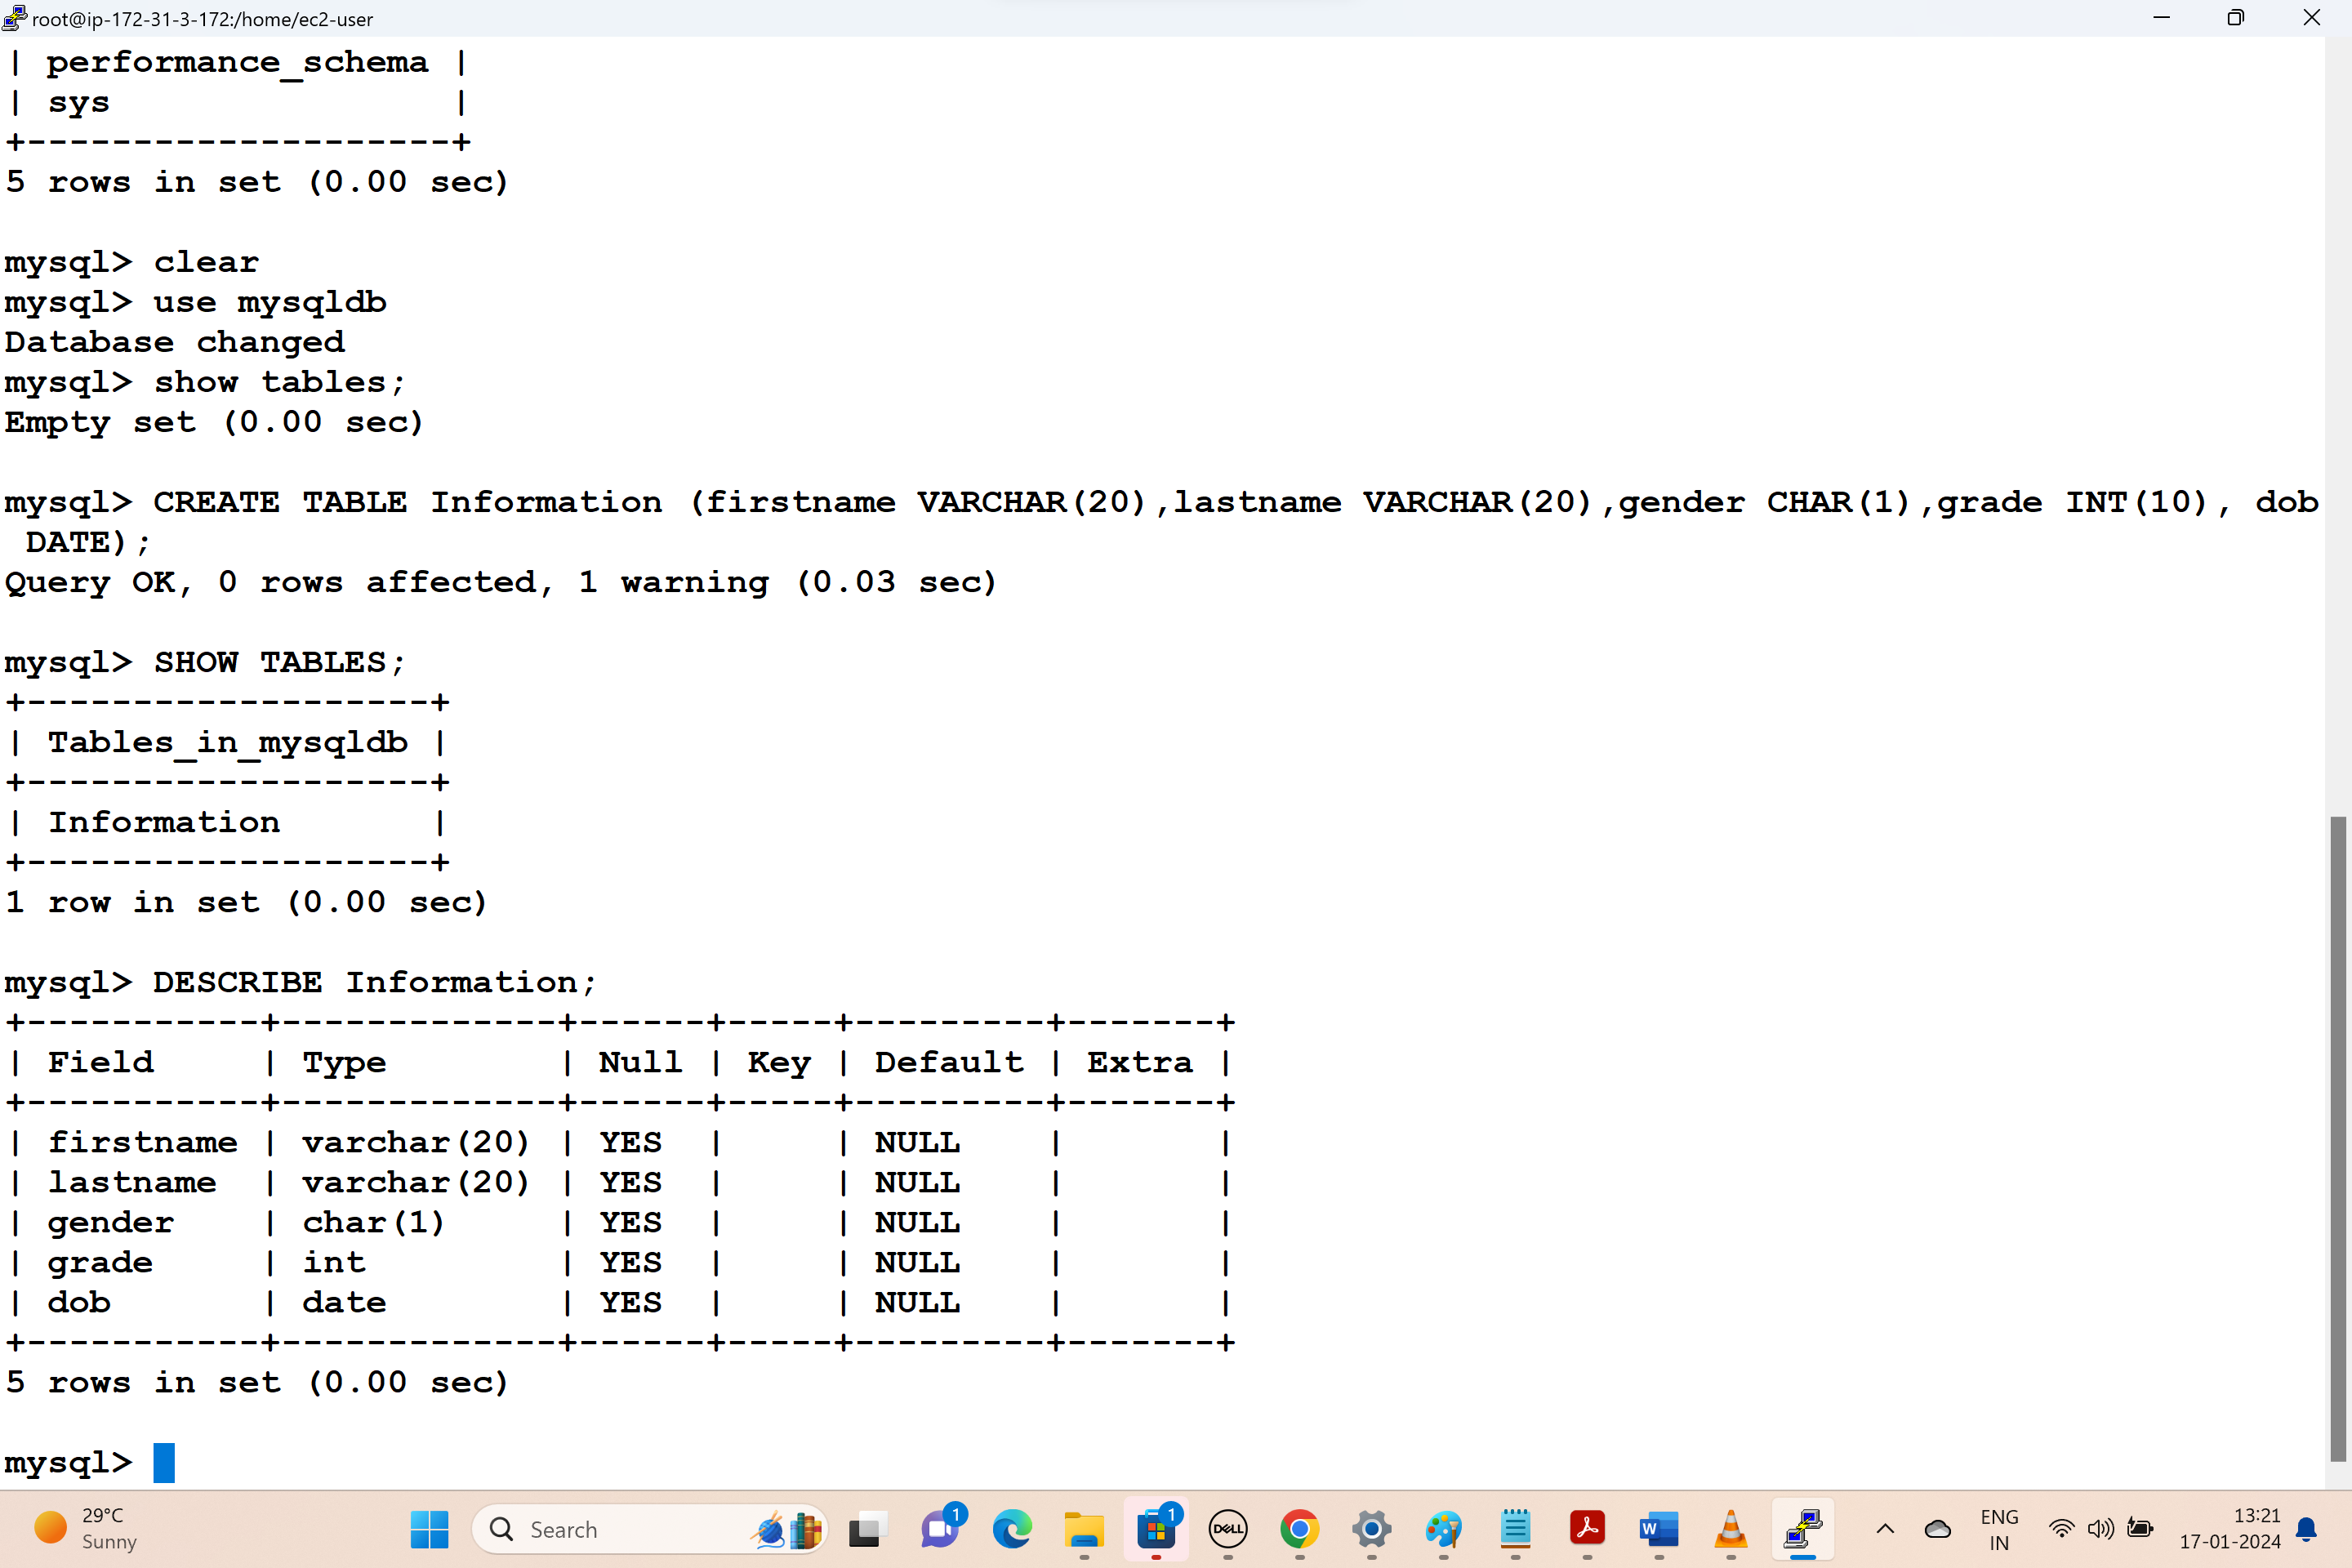 root@ip-172-31-3-172:/home/ec2-user
| performance_schema |
| sys                |
+--------------------+
5 rows in set (0.00 sec)
mysql> clear
mysql> use mysqldb
Database changed
mysql> show tables;
Empty set (0.00 sec)
mysql> CREATE TABLE Information (firstname VARCHAR(20),lastname VARCHAR(20),gender CHAR(1),grade INT(10), dob
 DATE);
Query OK, 0 rows affected, 1 warning (0.03 sec)
mysql> SHOW TABLES;
+-------------------+
| Tables_in_mysqldb |
+-------------------+
| Information       |
+-------------------+
1 row in set (0.00 sec)
mysql> DESCRIBE Information;
+-----------+-------------+------+-----+---------+-------+
| Field     | Type        | Null | Key | Default | Extra |
+-----------+-------------+------+-----+---------+-------+
| firstname | varchar(20) | YES  |     | NULL    |       |
| lastname  | varchar(20) | YES  |     | NULL    |       |
| gender    | char(1)     | YES  |     | NULL    |       |
| grade     | int         | YES  |     | NULL    |       |
| dob       | date        | YES  |     | NULL    |       |
+-----------+-------------+------+-----+---------+-------+
5 rows in set (0.00 sec)
mysql>
29°C
Sunny
Search
1
1
DELL
W
ENG
IN
13:21
17-01-2024